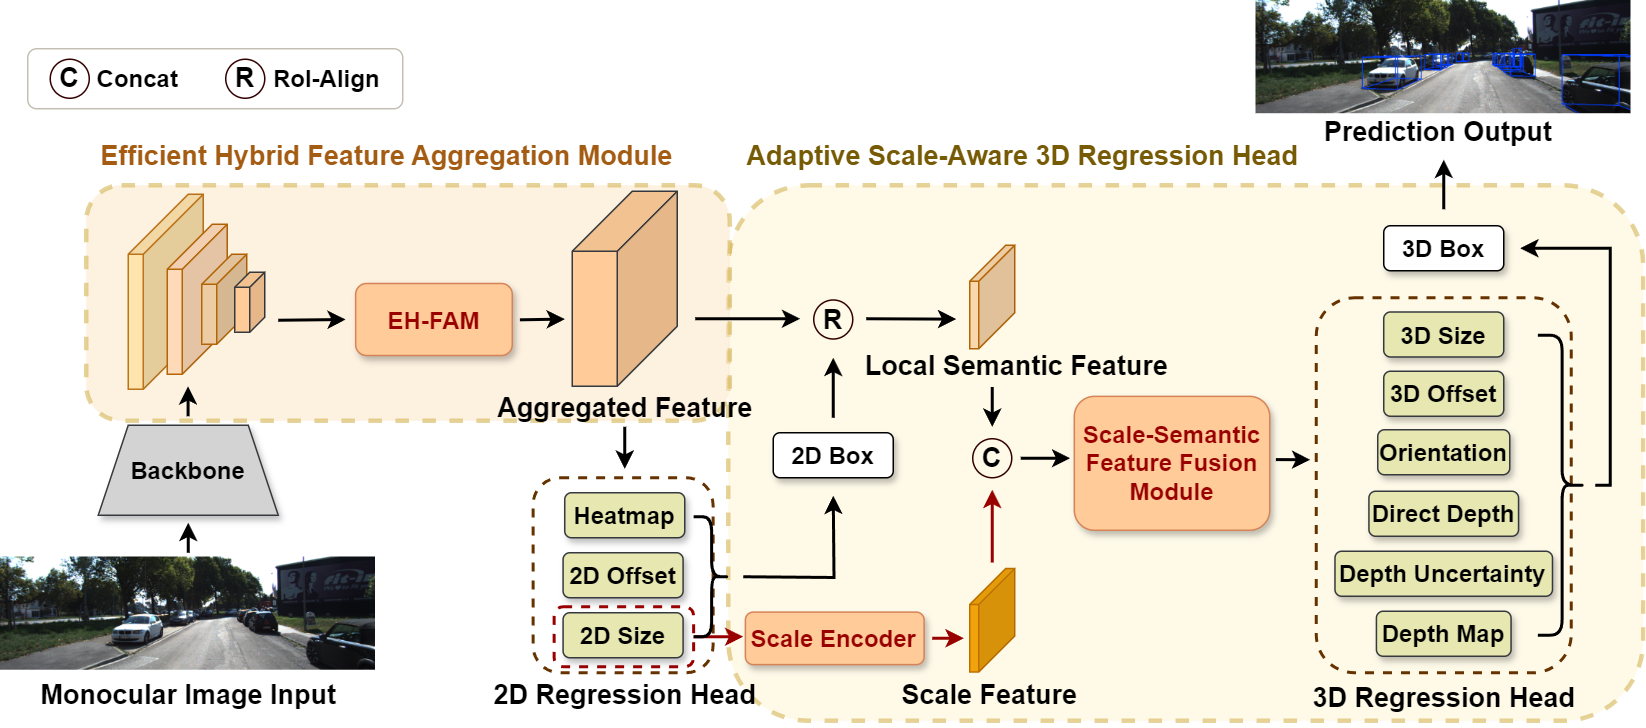 C Concat
R RoI-Align
Prediction Output
Efficient Hybrid Feature Aggregation Module
Adaptive Scale-Aware 3D Regression Head
EH-FAM
Aggregated Feature
Backbone
Monocular Image Input
R
Local Semantic Feature
2D Box
C
Scale-Semantic
Feature Fusion
Module
Heatmap
2D Offset
2D Size
2D Regression Head
Scale Encoder
Scale Feature
3D Box
3D Size
3D Offset
Orientation
Direct Depth
Depth Uncertainty
Depth Map
3D Regression Head